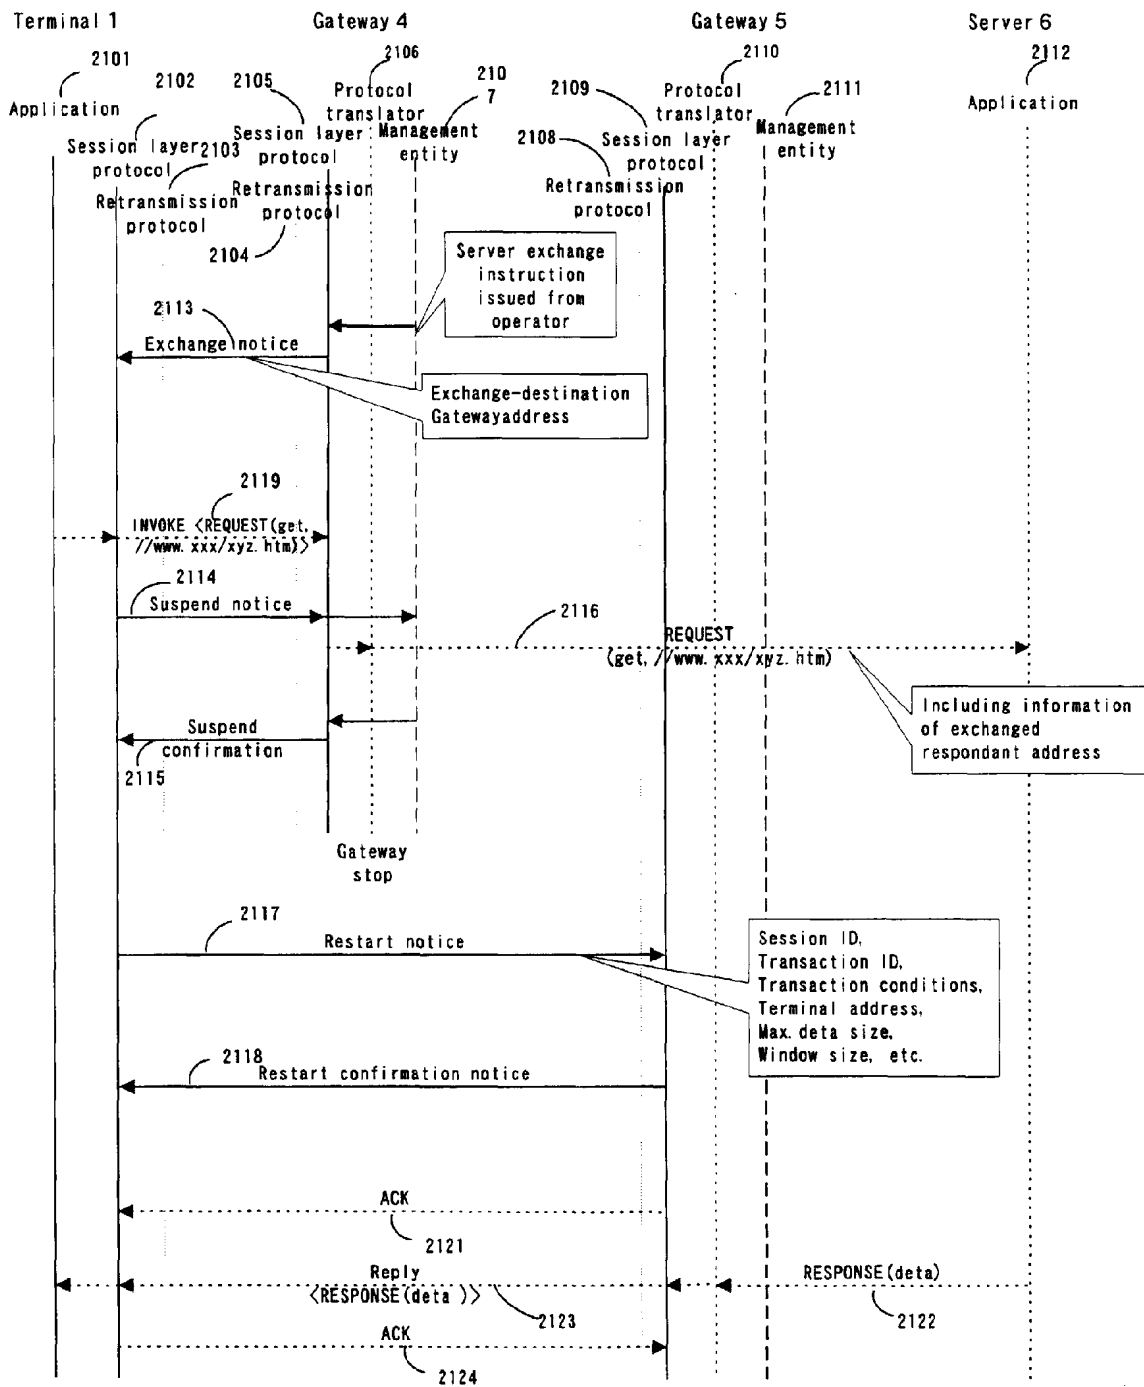 Terminal 1
Gateway 4
Gateway 5
Server 6
2101
2102
2105
2106
210
7
2109
2110
2111
2112
Application
Session layer
protocol
2103
Retransmission
protocol
Session layer
protocol
Retransmission
protocol
2104
Protocol
translator
Management
entity
2108
Retransmission
protocol
Session layer
protocol
Protocol
translator
Management
entity
Application
Server exchange
instruction
issued from
operator
2113
Exchange notice
Exchange-destination
Gatewayaddress
2119
INVOKE <REQUEST(get,
//www.xxx/xyz.htm)>
2114
Suspend notice
2116
REQUEST
(get,//www.xxx/xyz.htm)
Including information
of exchanged
respondant address
Suspend
confirmation
2115
Gateway
stop
2117
Restart notice
Session ID,
Transaction ID,
Transaction conditions,
Terminal address,
Max. deta size,
Window size, etc.
2118
Restart confirmation notice
ACK
2121
Reply
<RESPONSE(deta )>
2123
RESPONSE(deta)
2122
ACK
2124